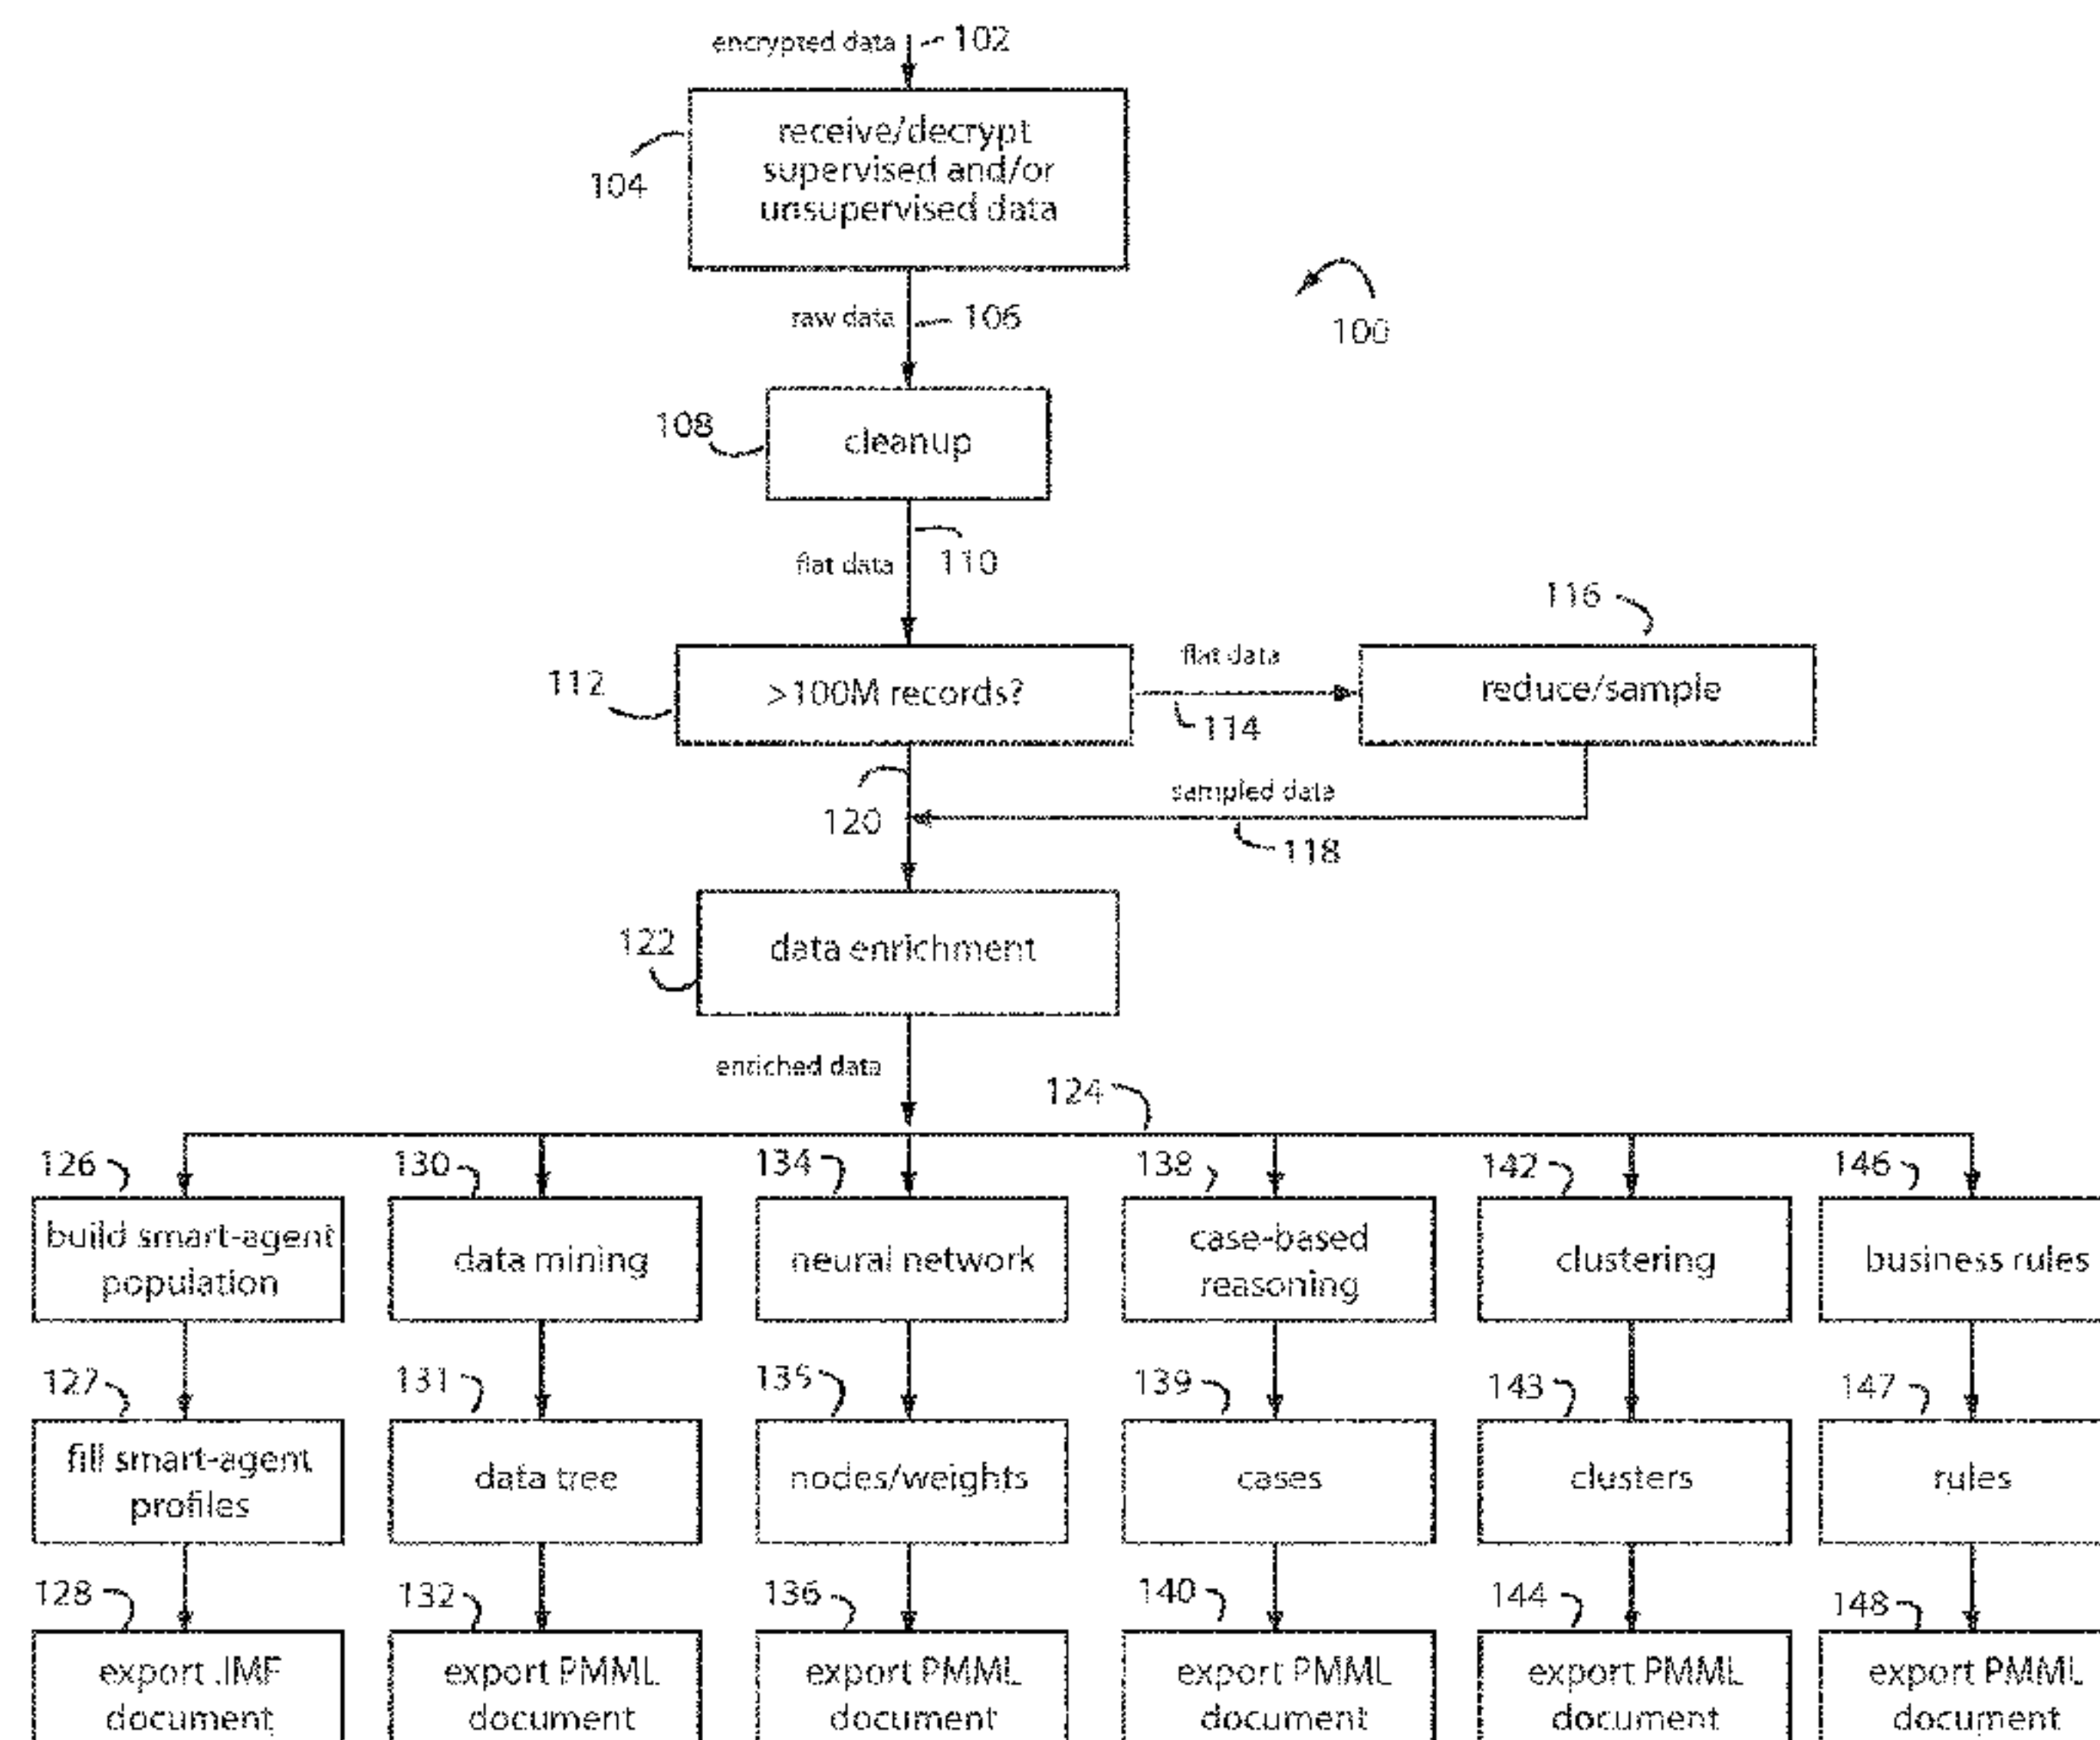 encrypted data 102
receive/decrypt
supervised and/or
unsupervised data
104
raw data 106
100
108
cleanup
flat data 110
116
112
>100M records?
flat data
114
reduce/sample
120
sampled data
118
122
data enrichment
enriched data
124
126 130 134 138 142 146
build smart-agent
population
data mining
neural network
case-based
reasoning
clustering
business rules
127 131 135 139 143 147
fill smart-agent
profiles
data tree
nodes/weights
cases
clusters
rules
128 132 136 140 144 148
export .IMF
document
export PMML
document
export PMML
document
export PMML
document
export PMML
document
export PMML
document